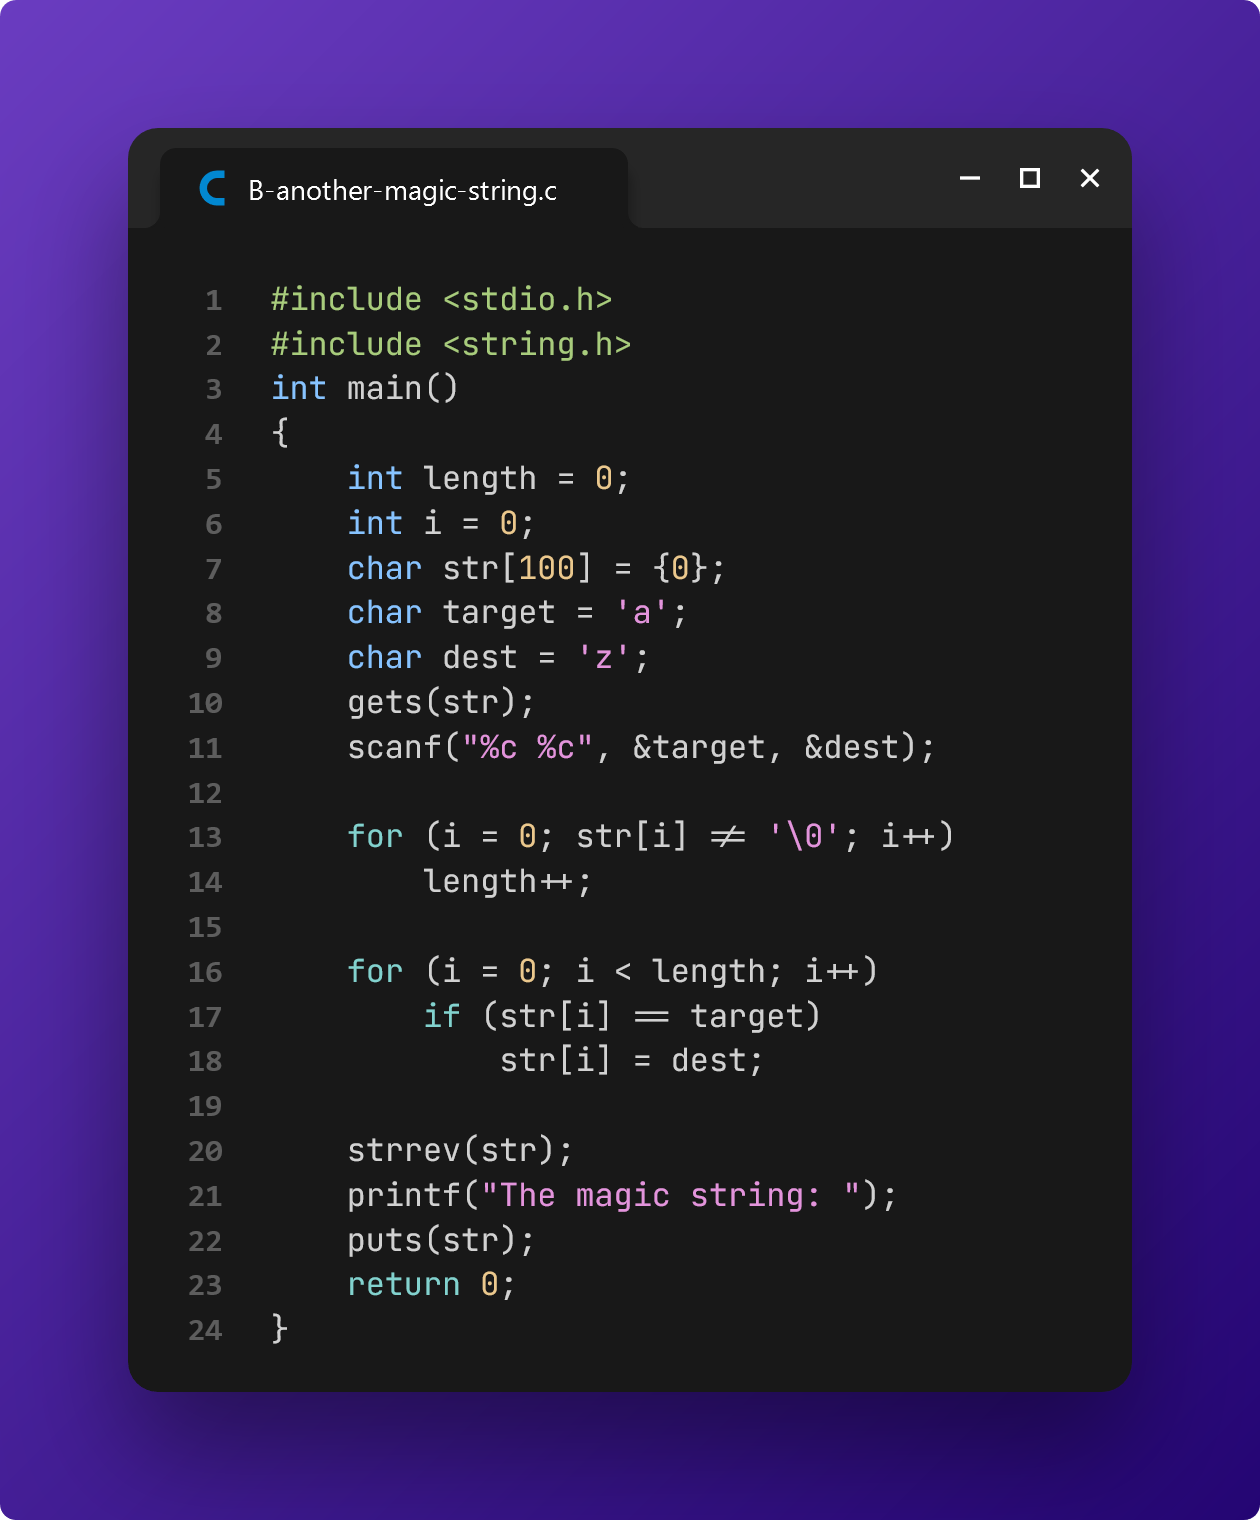 B-another-magic-string.c
1 #include <stdio.h>
2 #include <string.h>
3 int main()
4 {
5     int length = 0;
6     int i = 0;
7     char str[100] = {0};
8     char target = 'a';
9     char dest = 'z';
10     gets(str);
11     scanf("%c %c", &target, &dest);
12
13     for (i = 0; str[i] != '\0'; i++)
14         length++;
15
16     for (i = 0; i < length; i++)
17         if (str[i] == target)
18             str[i] = dest;
19
20     strrev(str);
21     printf("The magic string: ");
22     puts(str);
23     return 0;
24 }